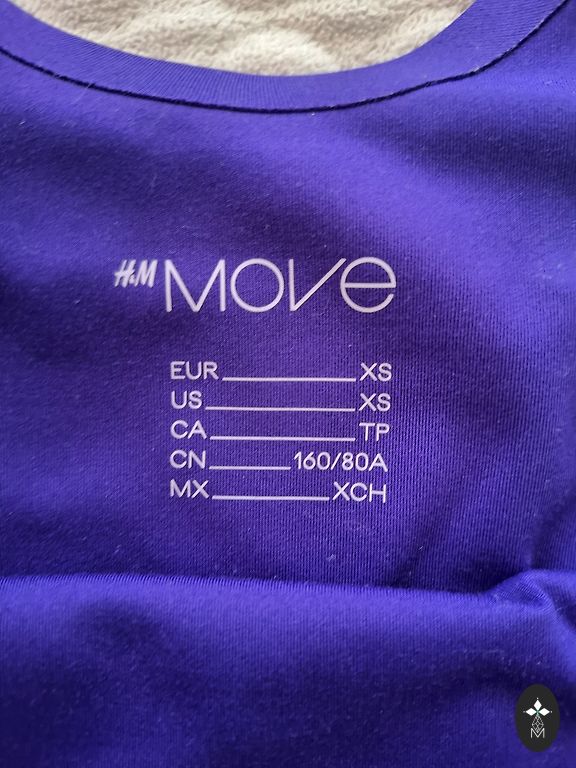 H&M MOVE
EUR XS
US XS
CA TP
CN 160/80A
MX XCH
M